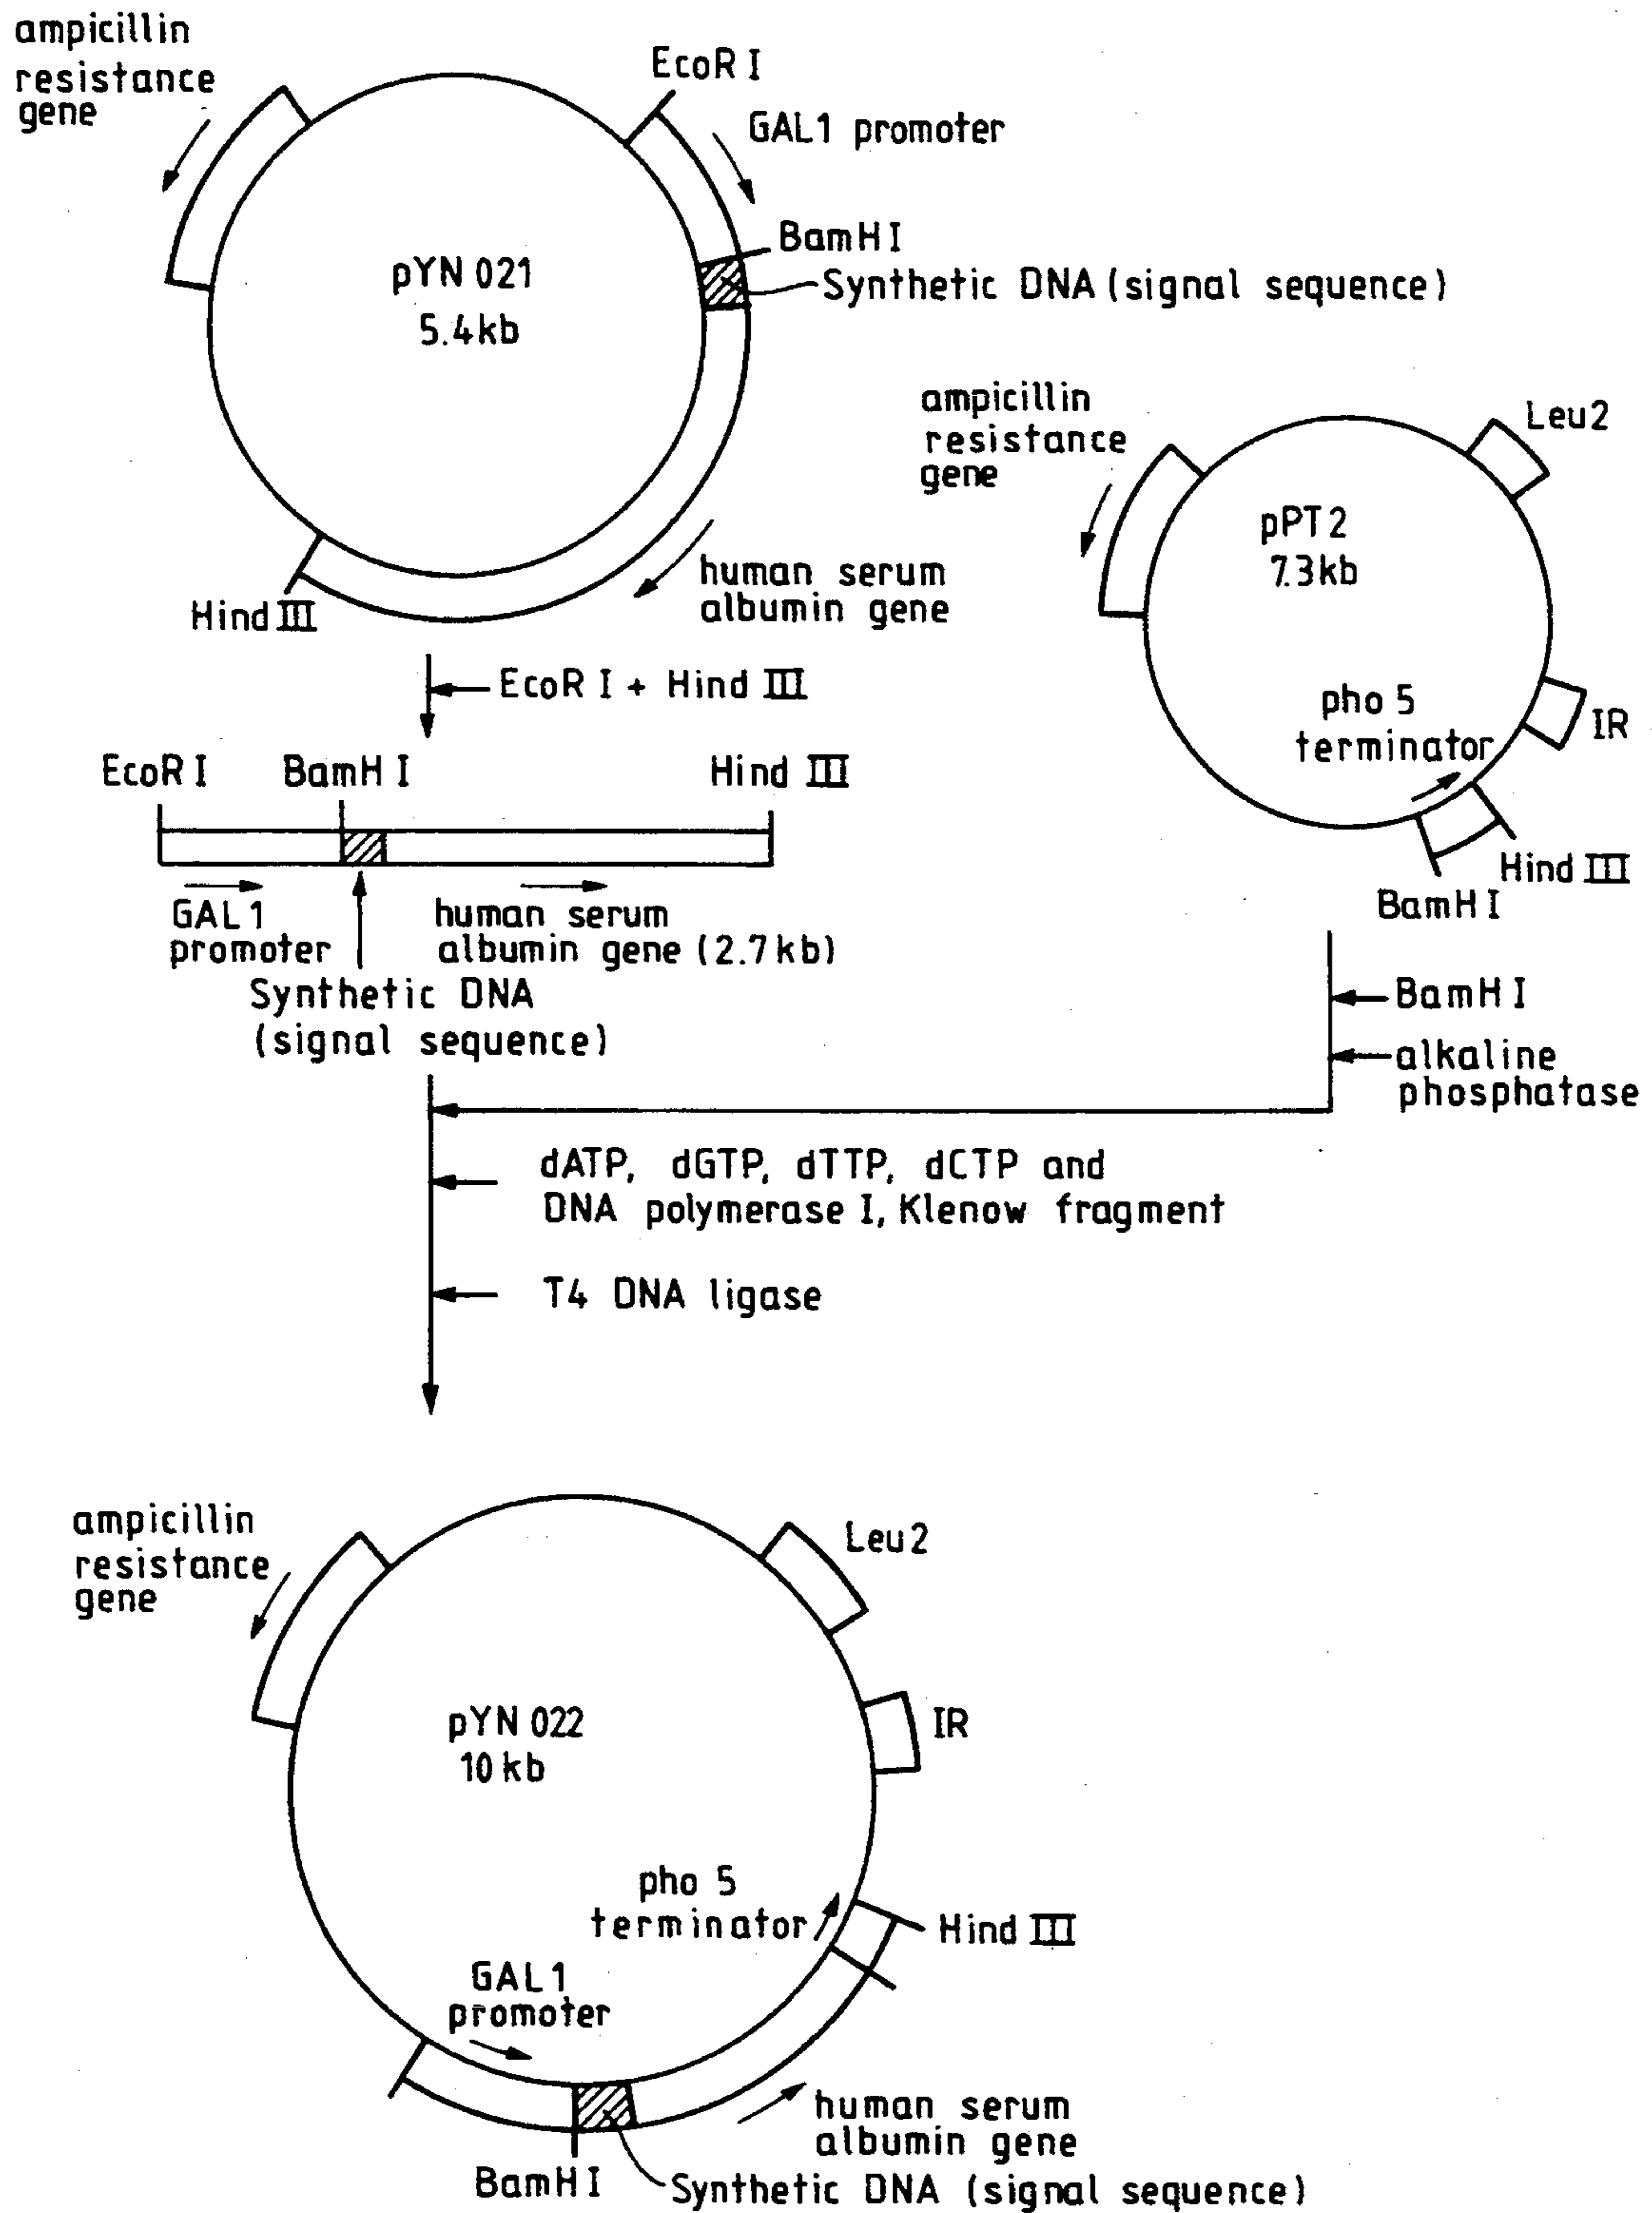 ampicillin
resistance
gene
EcoR I
GAL1 promoter
BamH I
Synthetic DNA (signal sequence)
pYN 021
5.4kb
human serum
albumin gene
Hind III
ampicillin
resistance
gene
Leu2
pPT2
7.3kb
IR
pho 5
terminator
Hind III
BamH I
EcoR I + Hind III
EcoR I
BamH I
Hind III
GAL1
promoter
human serum
albumin gene (2.7kb)
Synthetic DNA
(signal sequence)
BamH I
alkaline
phosphatase
dATP, dGTP, dTTP, dCTP and
DNA polymerase I, Klenow fragment
T4 DNA ligase
ampicillin
resistance
gene
Leu2
pYN 022
10 kb
IR
pho 5
terminator
Hind III
GAL1
promoter
human serum
albumin gene
BamH I
Synthetic DNA (signal sequence)